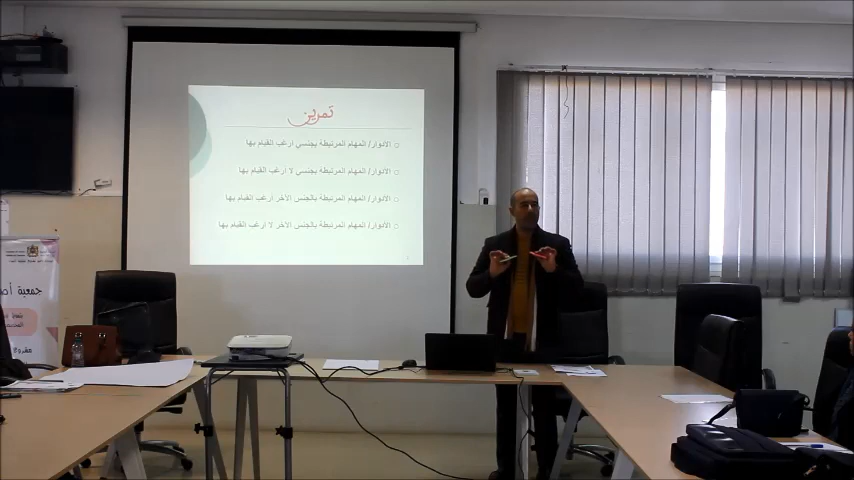 تمرين
الأدوار/ المهام المرتبطة بجنسي أرغب القيام بها
الأدوار/ المهام المرتبطة بجنسي لا أرغب القيام بها
الأدوار/ المهام المرتبطة بالجنس الآخر أرغب القيام بها
الأدوار/ المهام المرتبطة بالجنس الآخر لا أرغب القيام بها
جمعية